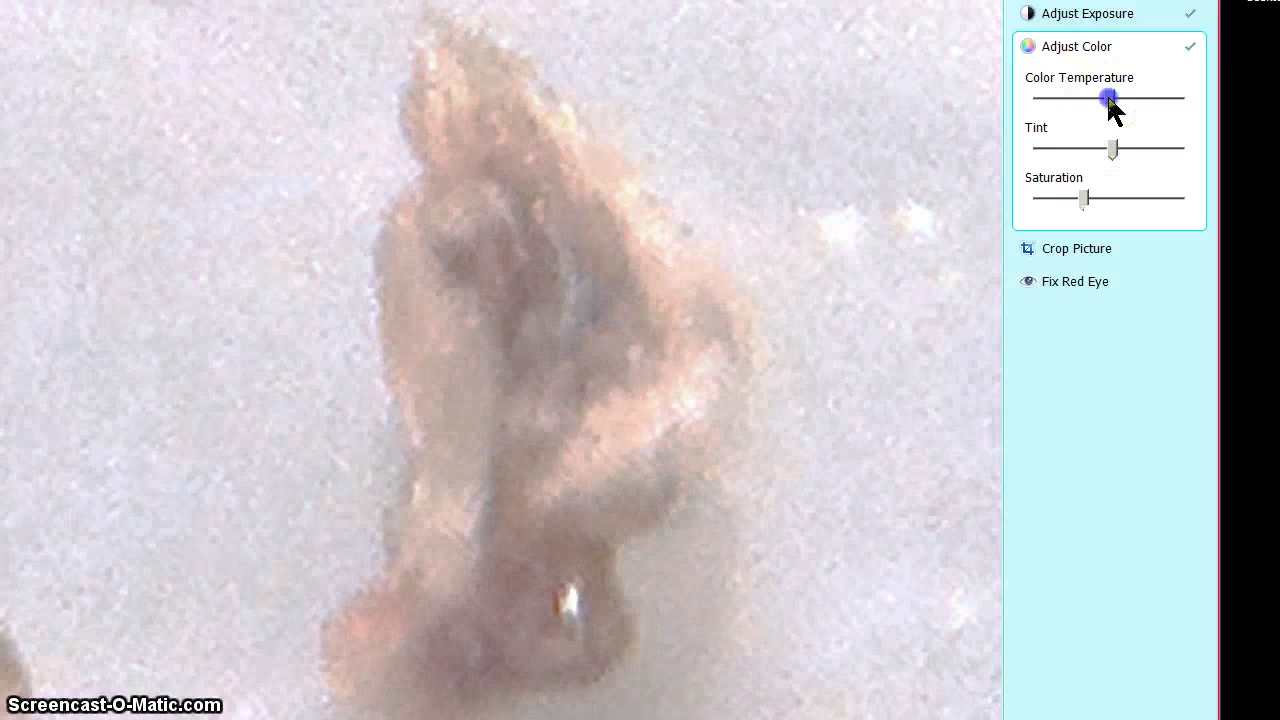 Adjust Exposure
Adjust Color
Color Temperature
Tint
Saturation
Crop Picture
Fix Red Eye
Screencast-O-Matic.com